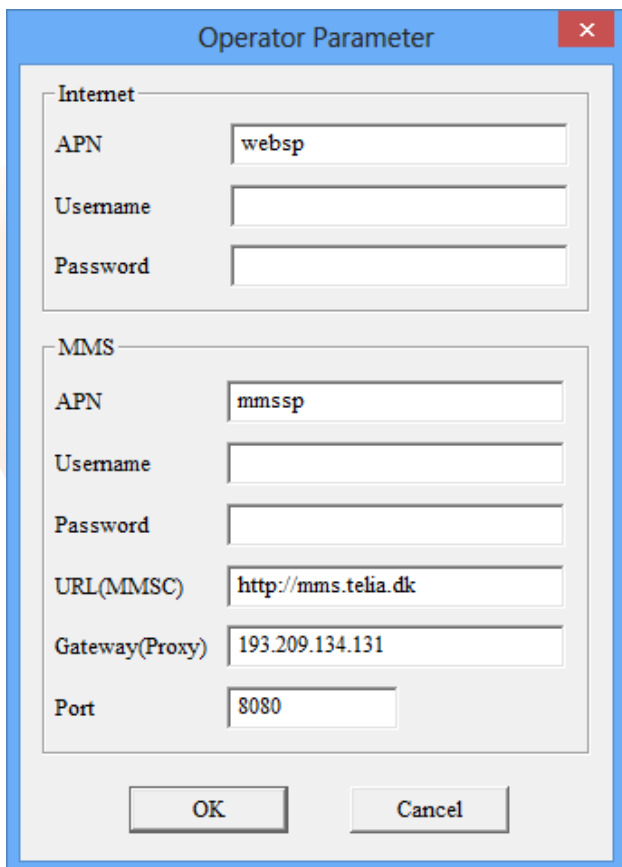 Operator Parameter
Internet
APN websp
Username
Password
MMS
APN mmssp
Username
Password
URL(MMSC) http://mms.telia.dk
Gateway(Proxy) 193.209.134.131
Port 8080
OK Cancel